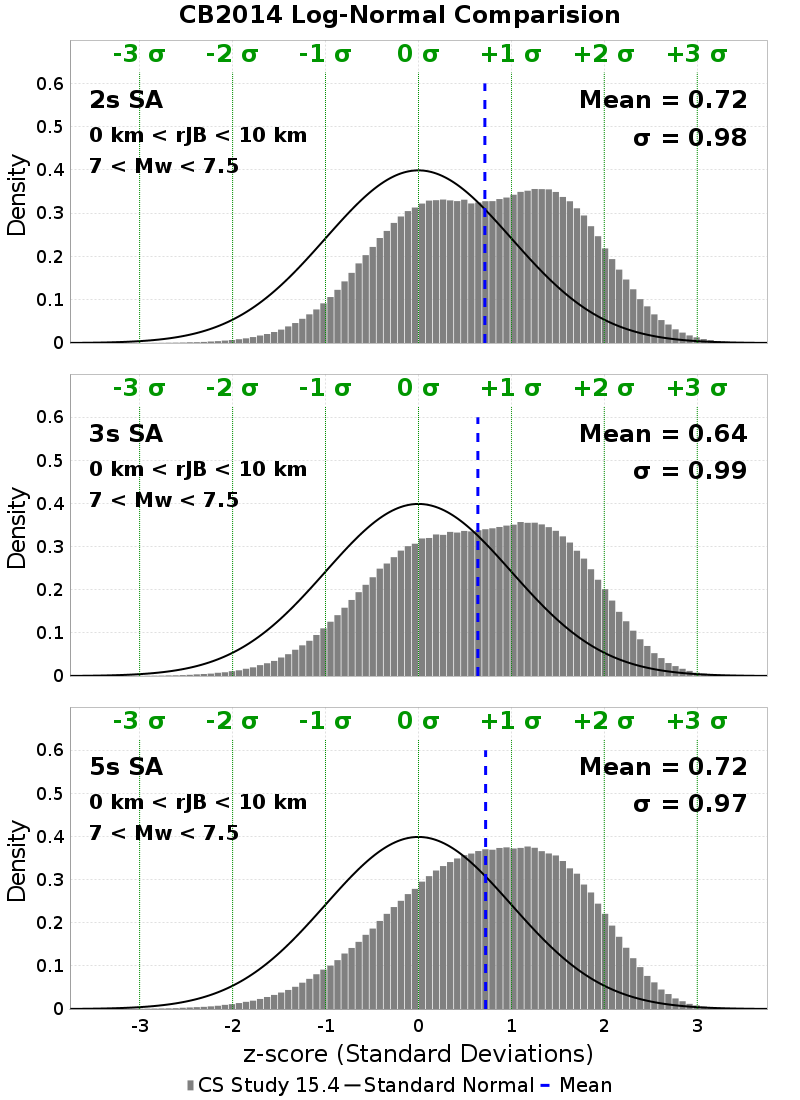 CB2014 Log-Normal Comparision
-3 σ -2 σ -1 σ 0 σ +1 σ +2 σ +3 σ
0.6
2s SA Mean = 0.72
0.5
0 km < rJB < 10 km σ = 0.98
7 < Mw < 7.5
0.4
Density
0.3
0.2
0.1
0
-3 σ -2 σ -1 σ 0 σ +1 σ +2 σ +3 σ
0.6
3s SA Mean = 0.64
0.5
0 km < rJB < 10 km σ = 0.99
7 < Mw < 7.5
0.4
Density
0.3
0.2
0.1
0
-3 σ -2 σ -1 σ 0 σ +1 σ +2 σ +3 σ
0.6
5s SA Mean = 0.72
0.5
0 km < rJB < 10 km σ = 0.97
7 < Mw < 7.5
0.4
Density
0.3
0.2
0.1
0
-3 -2 -1 0 1 2 3
z-score (Standard Deviations)
CS Study 15.4 Standard Normal Mean